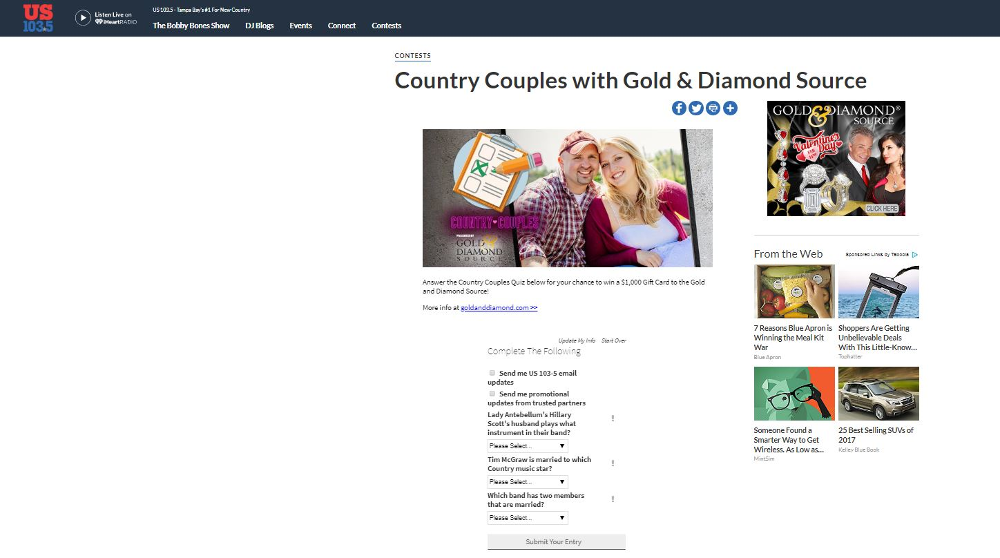 US
103.5
Listen Live on
iHeartRADIO
US 103.5 - Tampa Bay's #1 For New Country
The Bobby Bones Show
DJ Blogs
Events
Connect
Contests
CONTESTS
Country Couples with Gold & Diamond Source
COUNTRY COUPLES
PRESENTED BY
GOLD &
DIAMOND
SOURCE
GOLD & DIAMOND®
SOURCE
Valentine's
Day
FEB
14TH
CLICK HERE
Answer the Country Couples Quiz below for your chance to win a $1,000 Gift Card to the Gold
and Diamond Source!
More info at goldanddiamond.com >>
Update My Info Start Over
Complete The Following
Send me US 103-5 email
updates
Send me promotional
updates from trusted partners
Lady Antebellum's Hillary
Scott's husband plays what
instrument in their band?
!
Please Select...
Tim McGraw is married to which
Country music star?
!
Please Select...
Which band has two members
that are married?
!
Please Select...
Submit Your Entry
From the Web
Sponsored Links by Taboola
7 Reasons Blue Apron is
Winning the Meal Kit
War
Blue Apron
Shoppers Are Getting
Unbelievable Deals
With This Little-Know...
Tophatter
Someone Found a
Smarter Way to Get
Wireless. As Low as...
MintSim
25 Best Selling SUVs of
2017
Kelley Blue Book